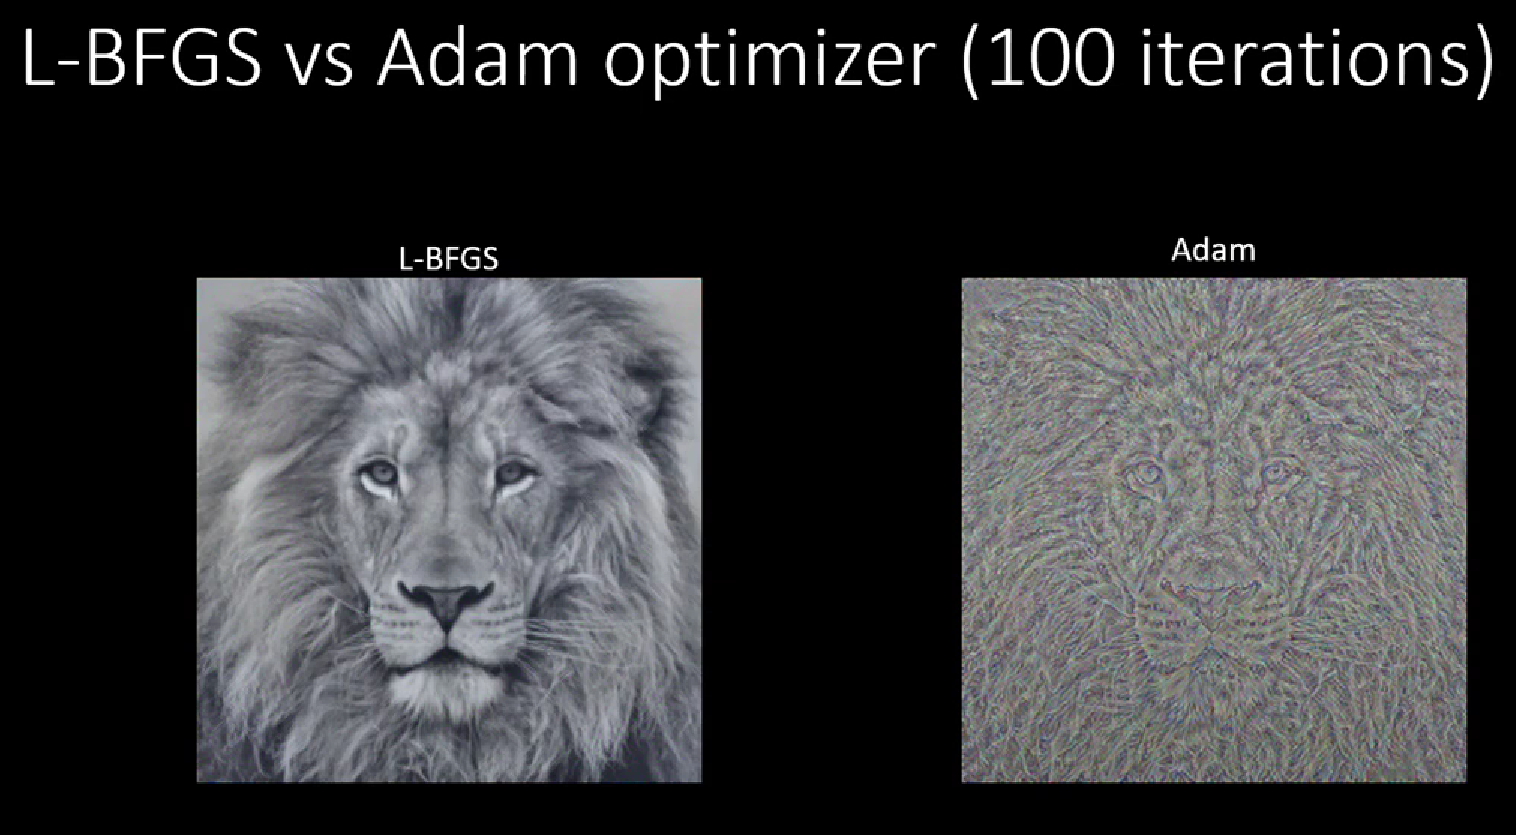 L-BFGS vs Adam optimizer (100 iterations)
L-BFGS
Adam